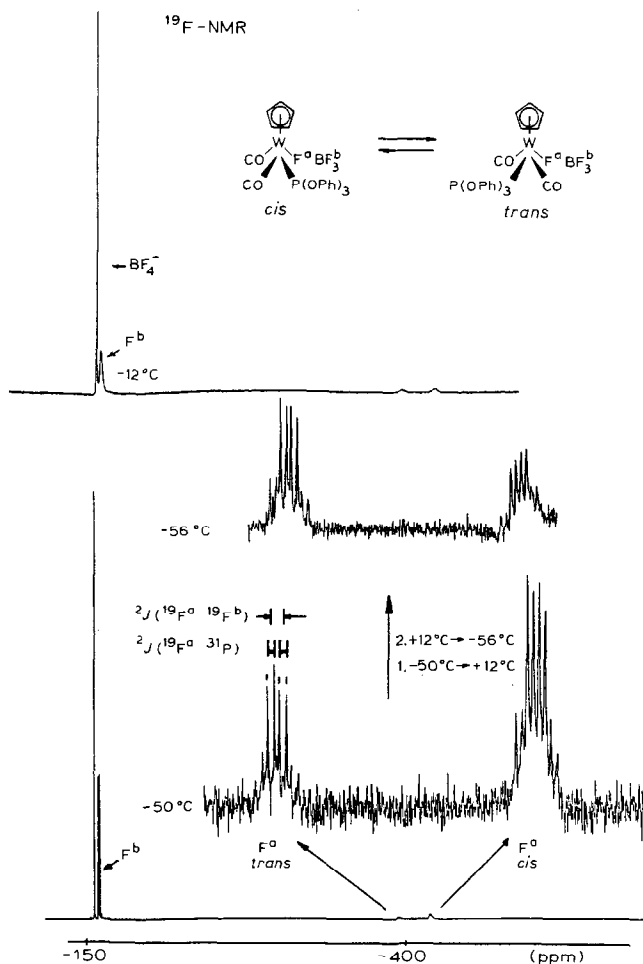 ¹⁹F-NMR
W
CO Fᵃ BF₃ᵇ
CO P(OPh)₃
cis
W
CO Fᵃ BF₃ᵇ
P(OPh)₃ CO
trans
BF₄⁻
Fᵇ
-12°C
-56°C
²J(¹⁹Fᵃ ¹⁹Fᵇ)
²J(¹⁹Fᵃ ³¹P)
2.+12°C→-56°C
1.-50°C→+12°C
-50°C
Fᵃ
trans
Fᵃ
cis
Fᵇ
-150 -400 (ppm)